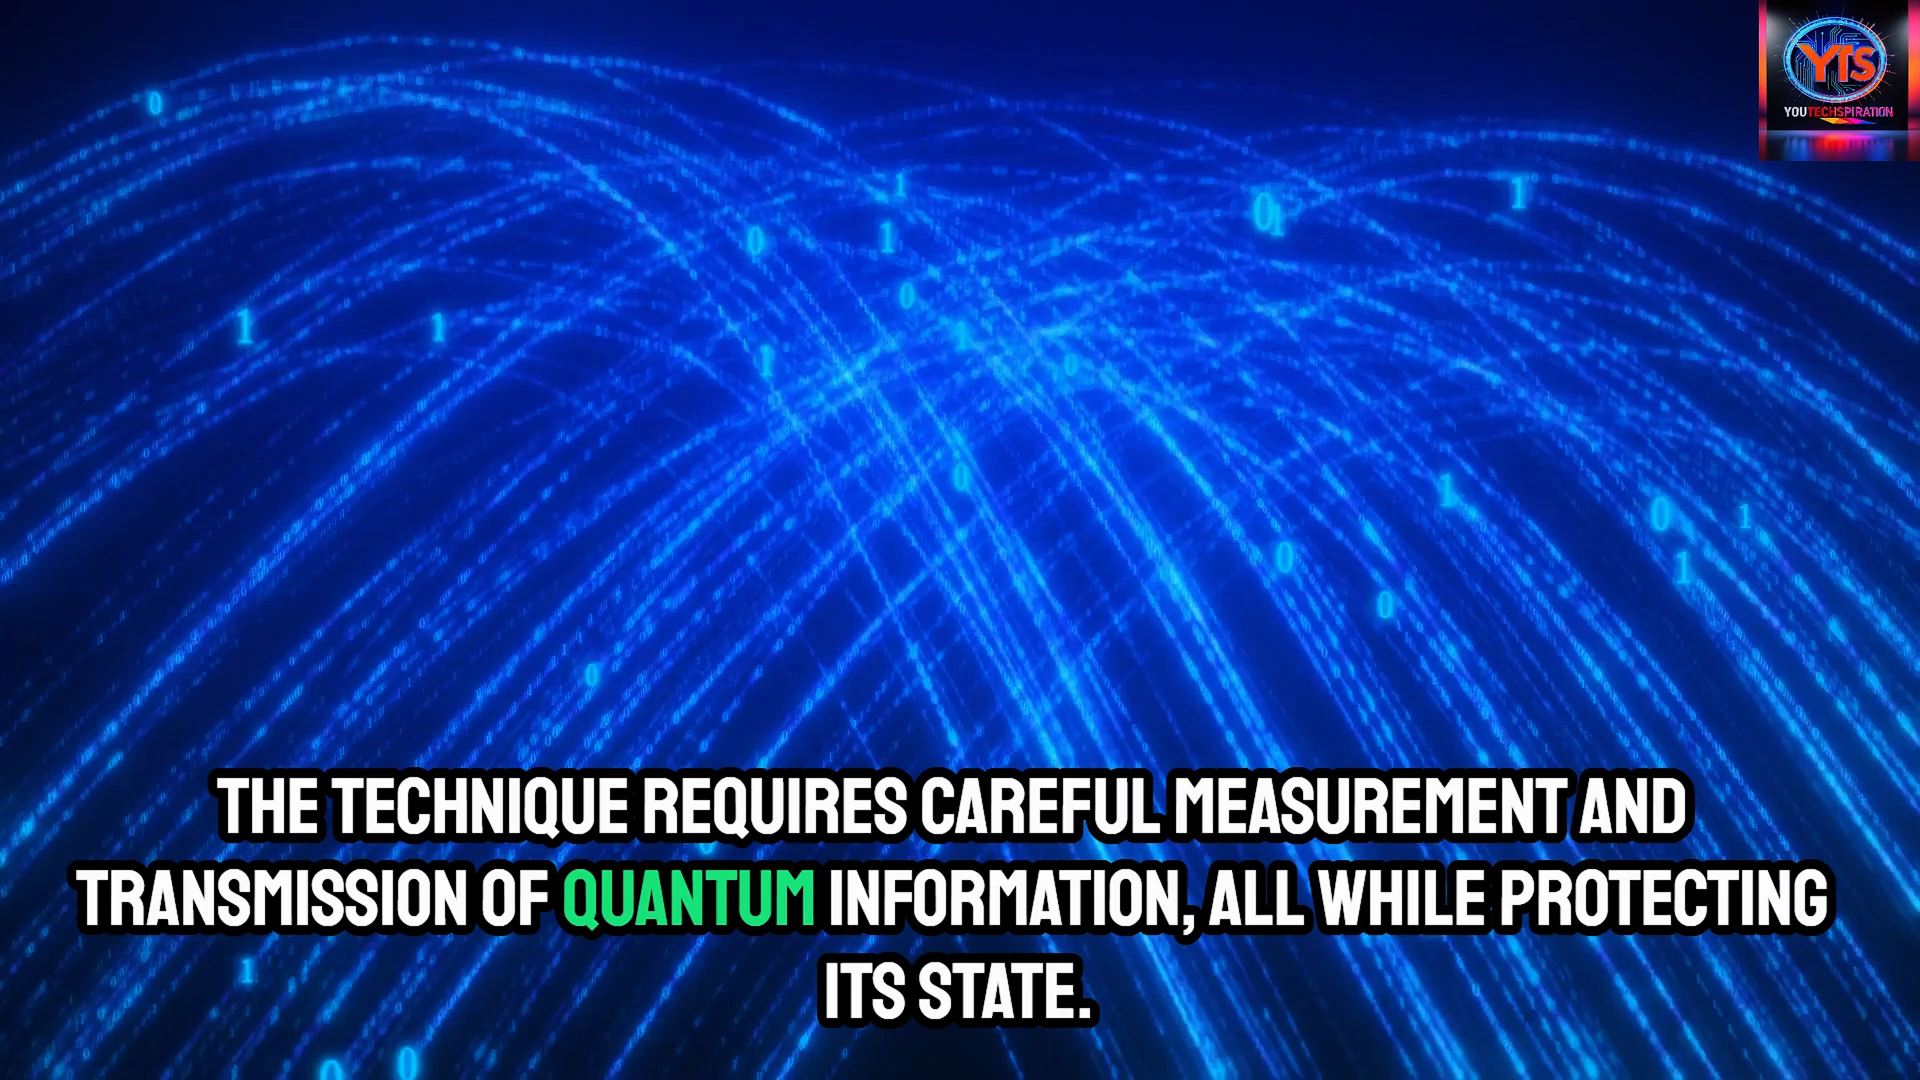 YTS
YOUTECHSPIRATION
THE TECHNIQUE REQUIRES CAREFUL MEASUREMENT AND
TRANSMISSION OF QUANTUM INFORMATION, ALL WHILE PROTECTING
ITS STATE.